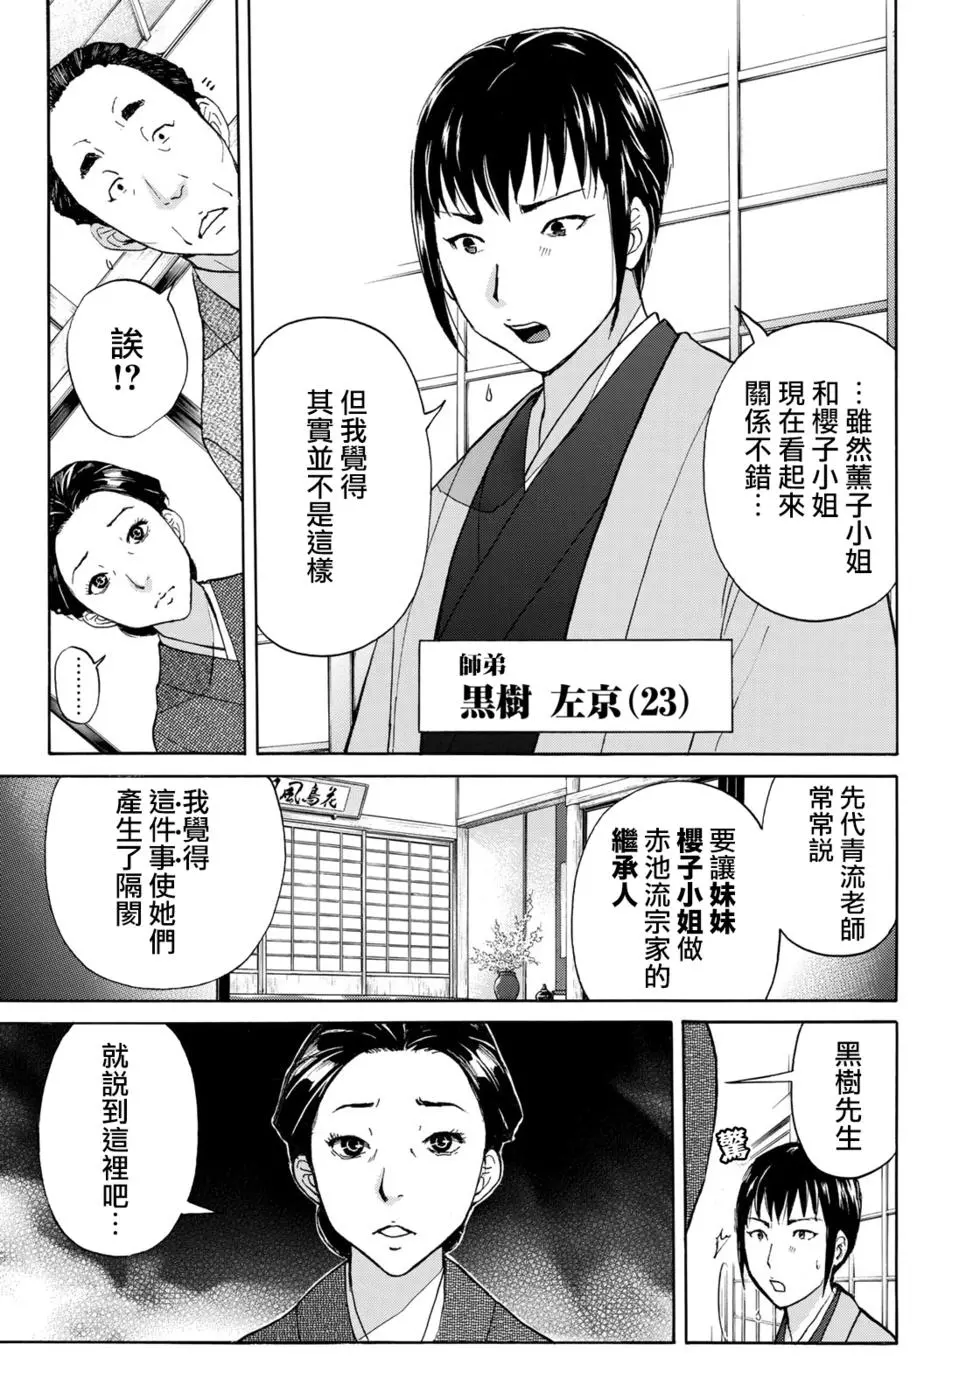 …雖然薰子小姐
和櫻子小姐
現在看起來
關係不錯…
但我覺得
其實並不是這樣
師弟
黒樹 左京(23)
誒!?
………
先代青流老師
常常說
要讓妹妹
櫻子小姐做
赤池流宗家的
繼承人
花鳥風
我覺得
這件事使她們
產生了隔閡
黑樹先生
驚
就說到這裡吧…